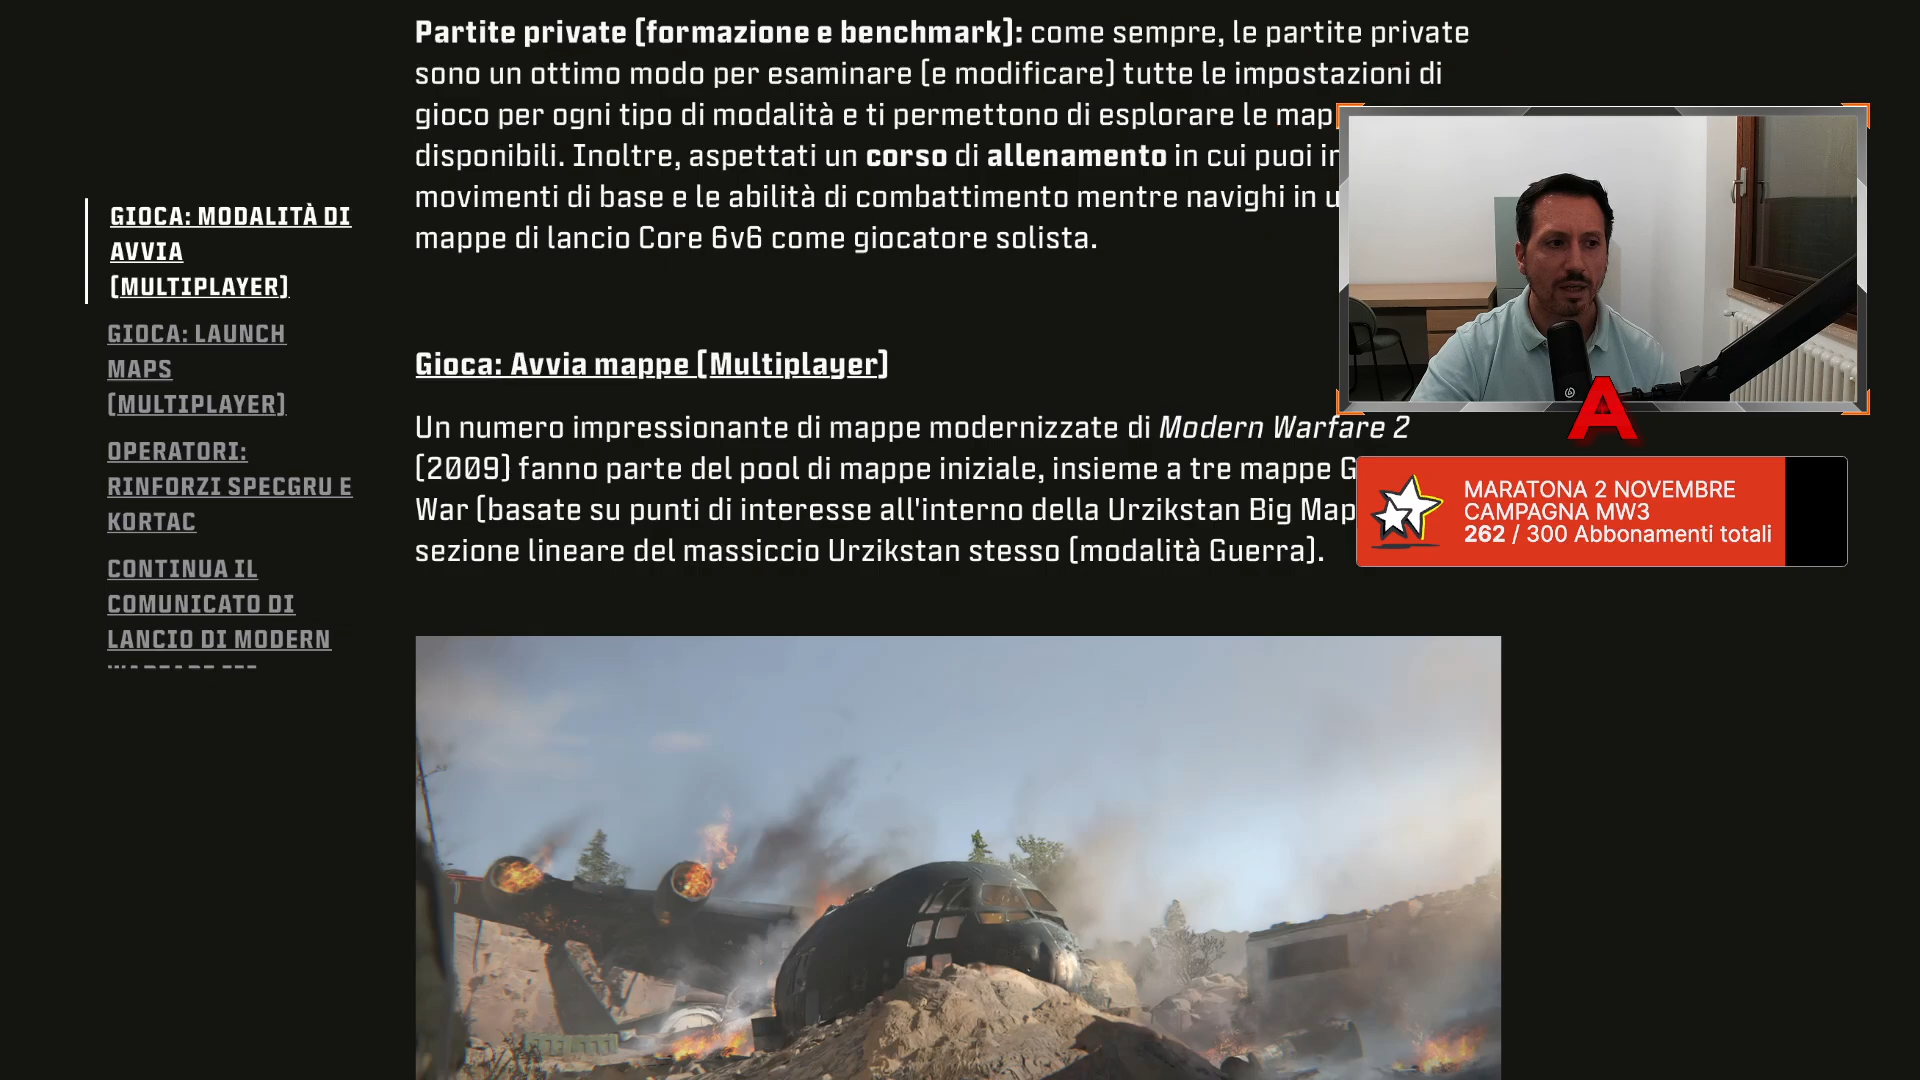 Partite private (formazione e benchmark): come sempre, le partite private
sono un ottimo modo per esaminare (e modificare) tutte le impostazioni di
gioco per ogni tipo di modalità e ti permettono di esplorare le map
disponibili. Inoltre, aspettati un corso di allenamento in cui puoi
movimenti di base e le abilità di combattimento mentre navighi in u
mappe di lancio Core 6v6 come giocatore solista.
GIOCA: MODALITÀ DI
AVVIA
(MULTIPLAYER)
GIOCA: LAUNCH
MAPS
(MULTIPLAYER)
OPERATORI:
RINFORZI SPECGRU E
KORTAC
CONTINUA IL
COMUNICATO DI
LANCIO DI MODERN
Gioca: Avvia mappe (Multiplayer)
Un numero impressionante di mappe modernizzate di Modern Warfare 2
(2009) fanno parte del pool di mappe iniziale, insieme a tre mappe G
War (basate su punti di interesse all'interno della Urzikstan Big Map
sezione lineare del massiccio Urzikstan stesso (modalità Guerra).
A
MARATONA 2 NOVEMBRE
CAMPAGNA MW3
262 / 300 Abbonamenti totali